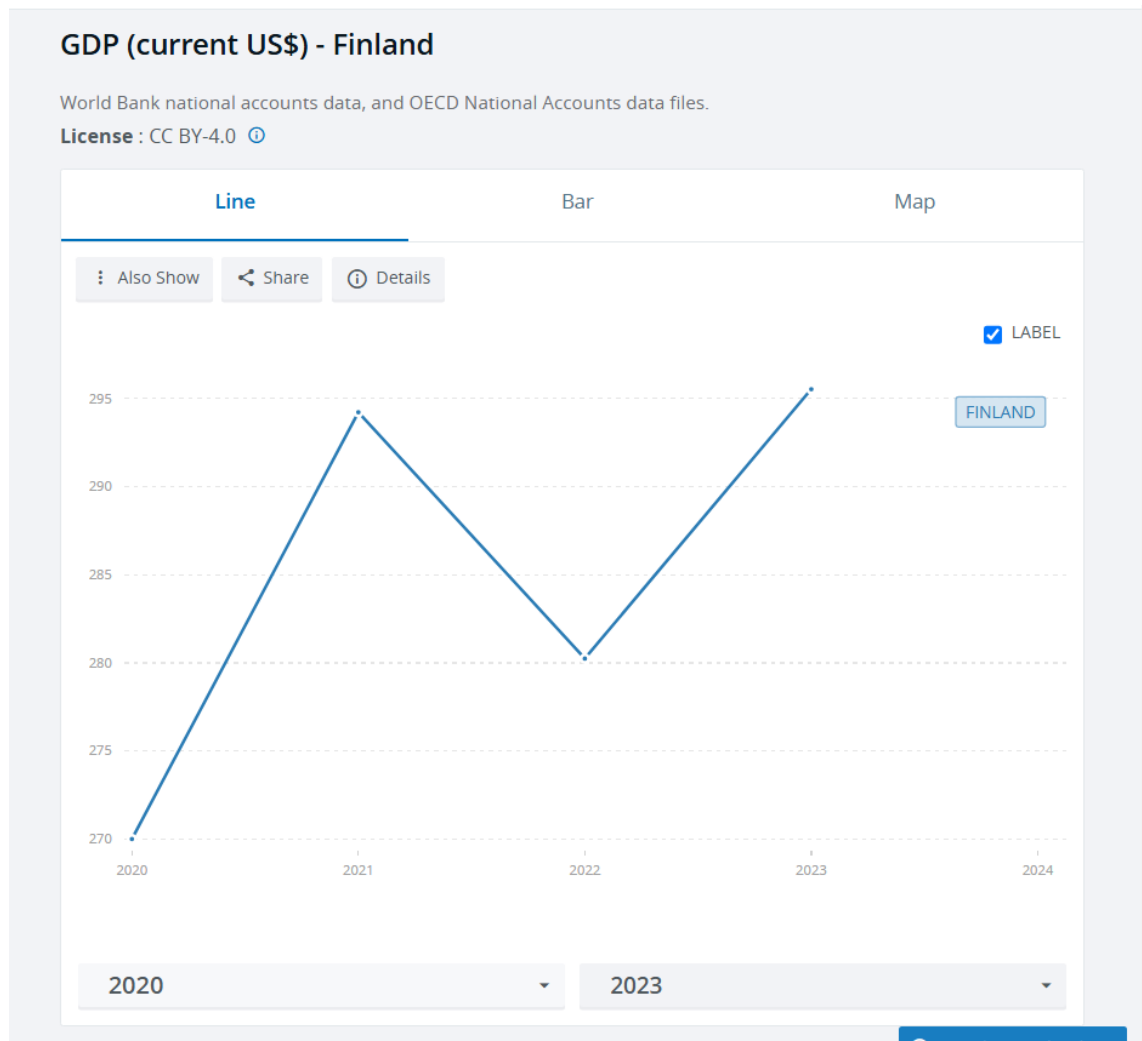 GDP (current US$) - Finland
World Bank national accounts data, and OECD National Accounts data files.
License : CC BY-4.0
Line
Bar
Map
Also Show
Share
Details
LABEL
295
FINLAND
290
285
280
275
270
2020
2021
2022
2023
2024
2020
2023